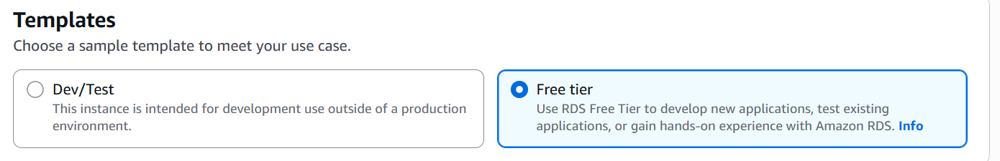 Templates
Choose a sample template to meet your use case.
Dev/Test
This instance is intended for development use outside of a production
environment.
Free tier
Use RDS Free Tier to develop new applications, test existing
applications, or gain hands-on experience with Amazon RDS. Info